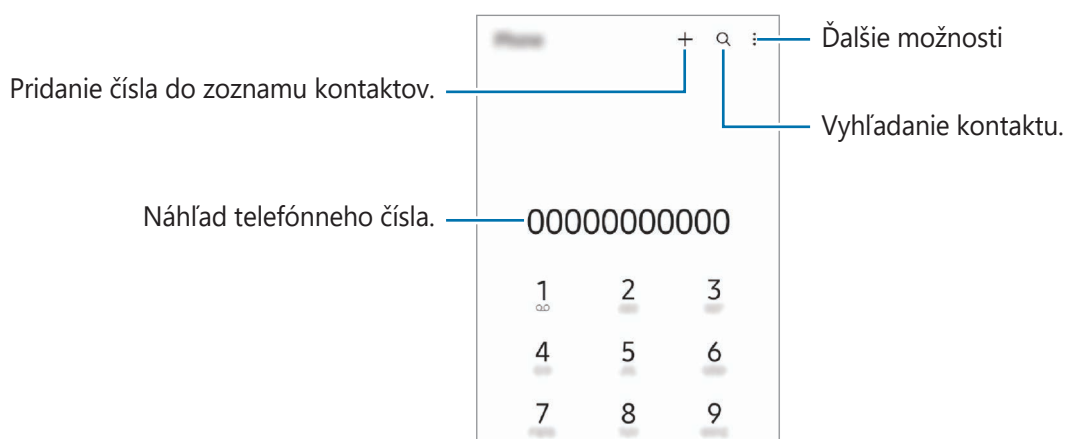 Ďalšie možnosti
Pridanie čísla do zoznamu kontaktov.
Vyhľadanie kontaktu.
Náhľad telefónneho čísla.
00000000000
1 2 3
4 5 6
7 8 9